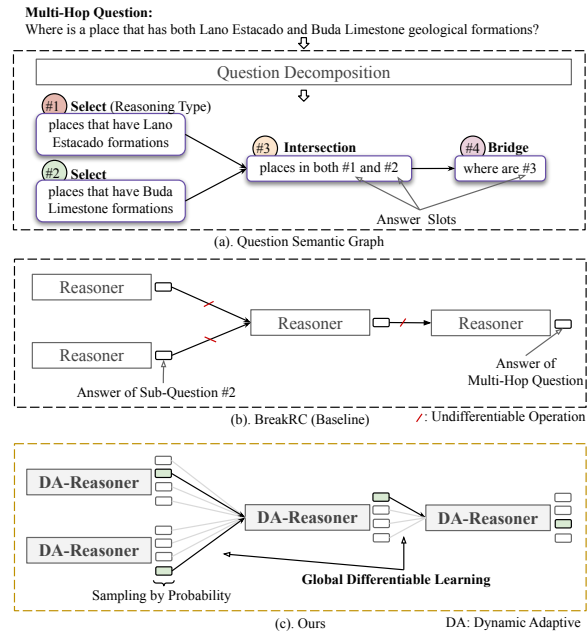 Multi-Hop Question:
Where is a place that has both Lano Estacado and Buda Limestone geological formations?
Question Decomposition
#1 Select (Reasoning Type)
places that have Lano
Estacado formations
#2 Select
places that have Buda
Limestone formations
#3 Intersection
places in both #1 and #2
#4 Bridge
where are #3
Answer Slots
(a). Question Semantic Graph
Reasoner
Reasoner
Reasoner
Reasoner
Answer of Sub-Question #2
Answer of
Multi-Hop Question
(b). BreakRC (Baseline)
: Undifferentiable Operation
DA-Reasoner
DA-Reasoner
DA-Reasoner
DA-Reasoner
Sampling by Probability
Global Differentiable Learning
(c). Ours
DA: Dynamic Adaptive